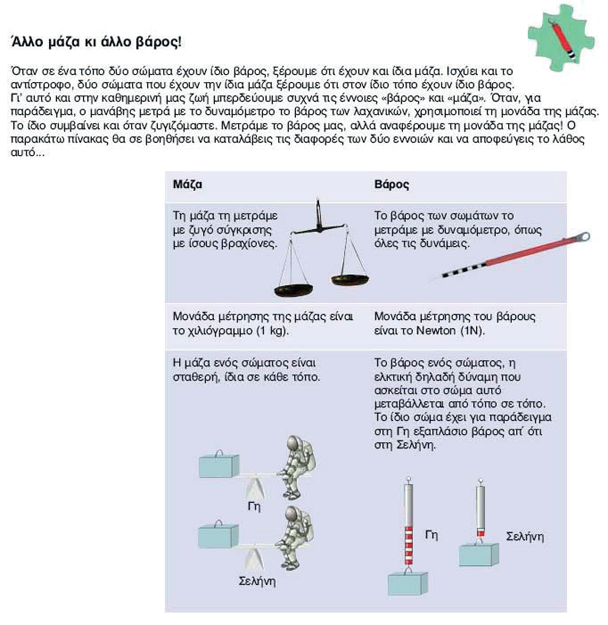 Άλλο μάζα κι άλλο βάρος!
Όταν σε ένα τόπο δύο σώματα έχουν ίδιο βάρος, ξέρουμε ότι έχουν και ίδια μάζα. Ισχύει και το
αντίστροφο, δύο σώματα που έχουν την ίδια μάζα ξέρουμε ότι στον ίδιο τόπο έχουν ίδιο βάρος.
Γι' αυτό και στην καθημερινή μας ζωή μπερδεύουμε συχνά τις έννοιες «βάρος» και «μάζα». Όταν, για
παράδειγμα, ο μανάβης μετρά με το δυναμόμετρο το βάρος των λαχανικών, χρησιμοποιεί τη μονάδα της μάζας.
Το ίδιο συμβαίνει και όταν ζυγιζόμαστε. Μετράμε το βάρος μας, αλλά αναφέρουμε τη μονάδα της μάζας! Ο
παρακάτω πίνακας θα σε βοηθήσει να καταλάβεις τις διαφορές των δύο εννοιών και να αποφεύγεις το λάθος
αυτό...
Μάζα
Τη μάζα τη μετράμε
με ζυγό σύγκρισης
με ίσους βραχίονες.
Βάρος
Το βάρος των σωμάτων το
μετράμε με δυναμόμετρο, όπως
όλες τις δυνάμεις.
Μονάδα μέτρησης της μάζας είναι
το χιλιόγραμμο (1 kg).
Μονάδα μέτρησης του βάρους
είναι το Newton (1N).
Η μάζα ενός σώματος είναι
σταθερή, ίδια σε κάθε τόπο.
Γη
Σελήνη
Το βάρος ενός σώματος, η
ελκτική δηλαδή δύναμη που
ασκείται στο σώμα αυτό
μεταβάλλεται από τόπο σε τόπο.
Το ίδιο σώμα έχει για παράδειγμα
στη Γη εξαπλάσιο βάρος απ΄ ότι
στη Σελήνη.
Γη
Σελήνη